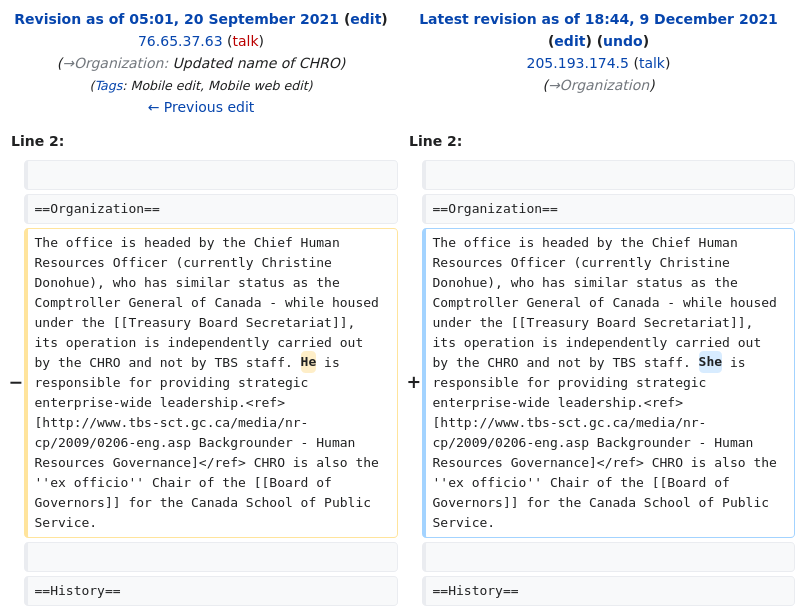 Revision as of 05:01, 20 September 2021 (edit)
76.65.37.63 (talk)
(→Organization: Updated name of CHRO)
(Tags: Mobile edit, Mobile web edit)
← Previous edit
Latest revision as of 18:44, 9 December 2021
(edit) (undo)
205.193.174.5 (talk)
(→Organization)
Line 2:
==Organization==
−
The office is headed by the Chief Human
Resources Officer (currently Christine
Donohue), who has similar status as the
Comptroller General of Canada - while housed
under the [[Treasury Board Secretariat]],
its operation is independently carried out
by the CHRO and not by TBS staff. He is
responsible for providing strategic
enterprise-wide leadership.<ref>
[http://www.tbs-sct.gc.ca/media/nr-
cp/2009/0206-eng.asp Backgrounder - Human
Resources Governance]</ref> CHRO is also the
''ex officio'' Chair of the [[Board of
Governors]] for the Canada School of Public
Service.
==History==
Line 2:
==Organization==
+
The office is headed by the Chief Human
Resources Officer (currently Christine
Donohue), who has similar status as the
Comptroller General of Canada - while housed
under the [[Treasury Board Secretariat]],
its operation is independently carried out
by the CHRO and not by TBS staff. She is
responsible for providing strategic
enterprise-wide leadership.<ref>
[http://www.tbs-sct.gc.ca/media/nr-
cp/2009/0206-eng.asp Backgrounder - Human
Resources Governance]</ref> CHRO is also the
''ex officio'' Chair of the [[Board of
Governors]] for the Canada School of Public
Service.
==History==